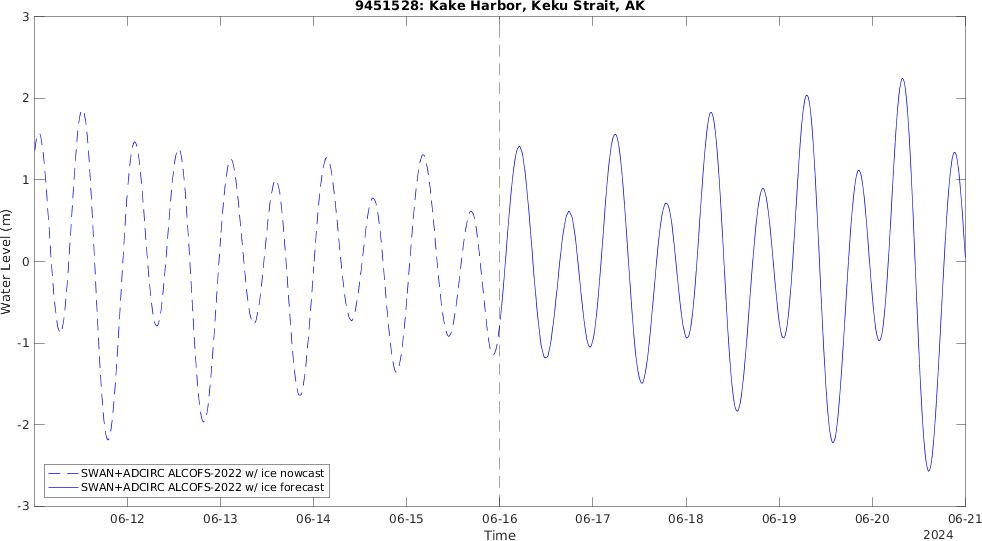 9451528: Kake Harbor, Keku Strait, AK
3
2
1
0
-1
-2
-3
Water Level (m)
SWAN+ADCIRC ALCOFS-2022 w/ ice nowcast
SWAN+ADCIRC ALCOFS-2022 w/ ice forecast
06-12 06-13 06-14 06-15 06-16 06-17 06-18 06-19 06-20 06-21
Time
2024